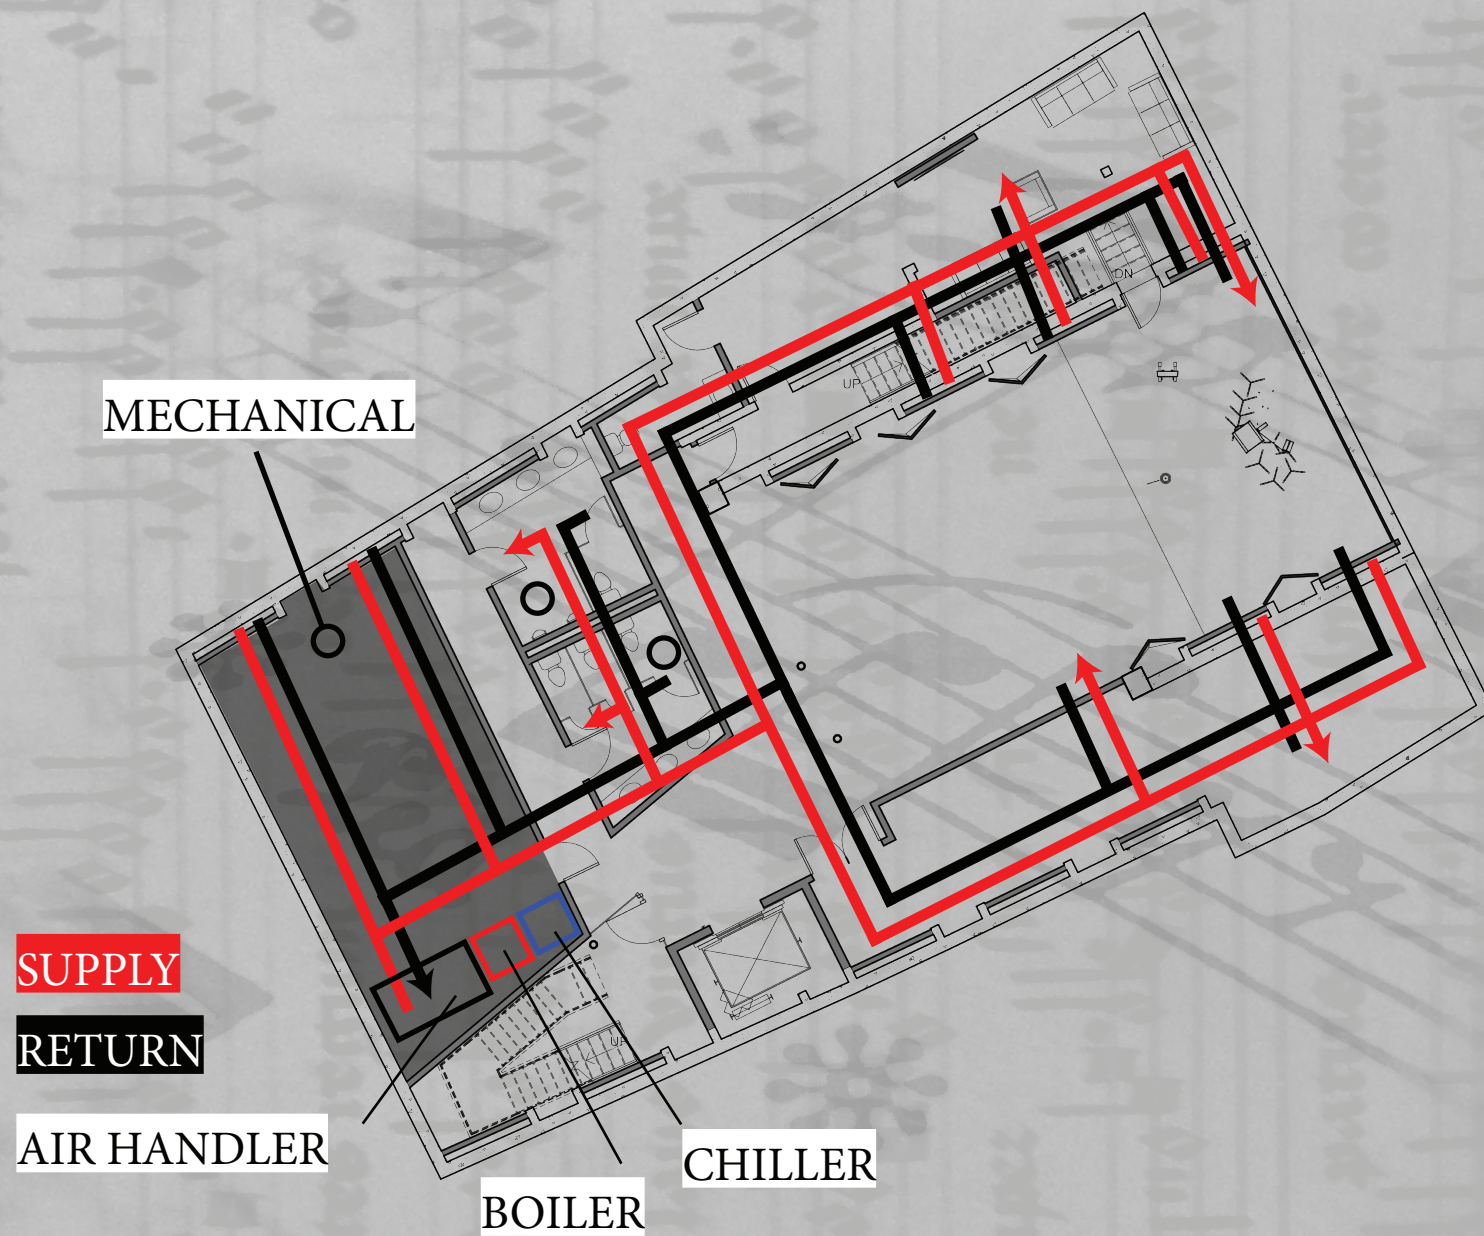 DN
UP
MECHANICAL
SUPPLY
RETURN
UP
AIR HANDLER
CHILLER
BOILER